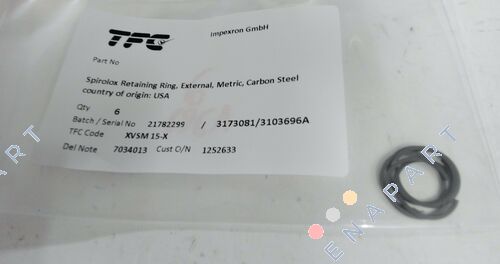 TFC
Impexron GmbH
Part No
Spirolox Retaining Ring, External, Metric, Carbon Steel
country of origin: USA
Qty 6
Batch / Serial No 21782299 / 3173081/3103696A
TFC Code XVSM 15-X
Del Note 7034013 Cust O/N 1252633
ENAPART
ENAPART